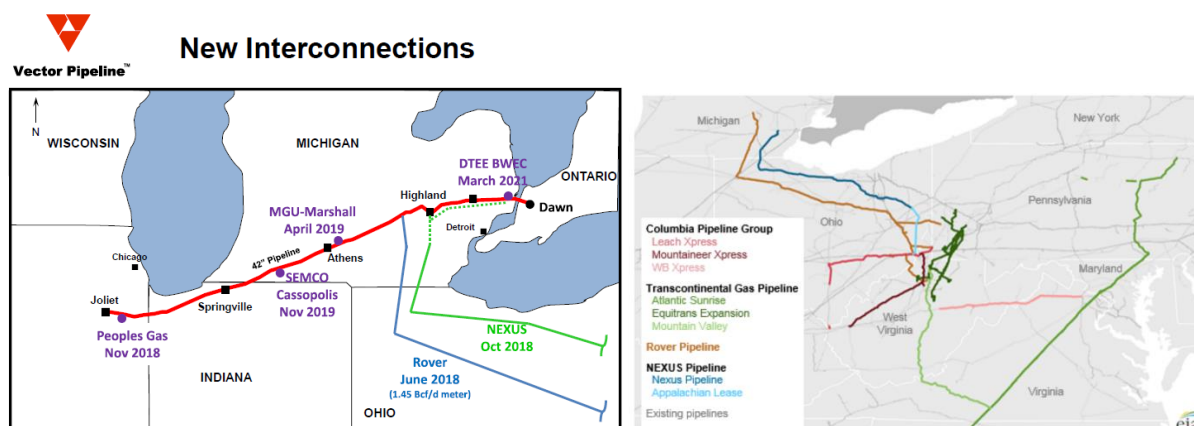 New Interconnections
Vector Pipeline™
N
WISCONSIN
MICHIGAN
DTEE BWEC
March 2021
ONTARIO
Highland
Dawn
MGU-Marshall
April 2019
Detroit
Chicago
42" Pipeline
Athens
SEMCO
Cassopolis
Nov 2019
Joliet
Springville
Peoples Gas
Nov 2018
NEXUS
Oct 2018
Rover
June 2018
(1.45 Bcf/d meter)
INDIANA
OHIO
Michigan
New York
Pennsylvania
Ohio
Maryland
West
Virginia
Virginia
Columbia Pipeline Group
Leach Xpress
Mountaineer Xpress
WB Xpress
Transcontinental Gas Pipeline
Atlantic Sunrise
Equitrans Expansion
Mountain Valley
Rover Pipeline
NEXUS Pipeline
Nexus Pipeline
Appalachian Lease
Existing pipelines
eia